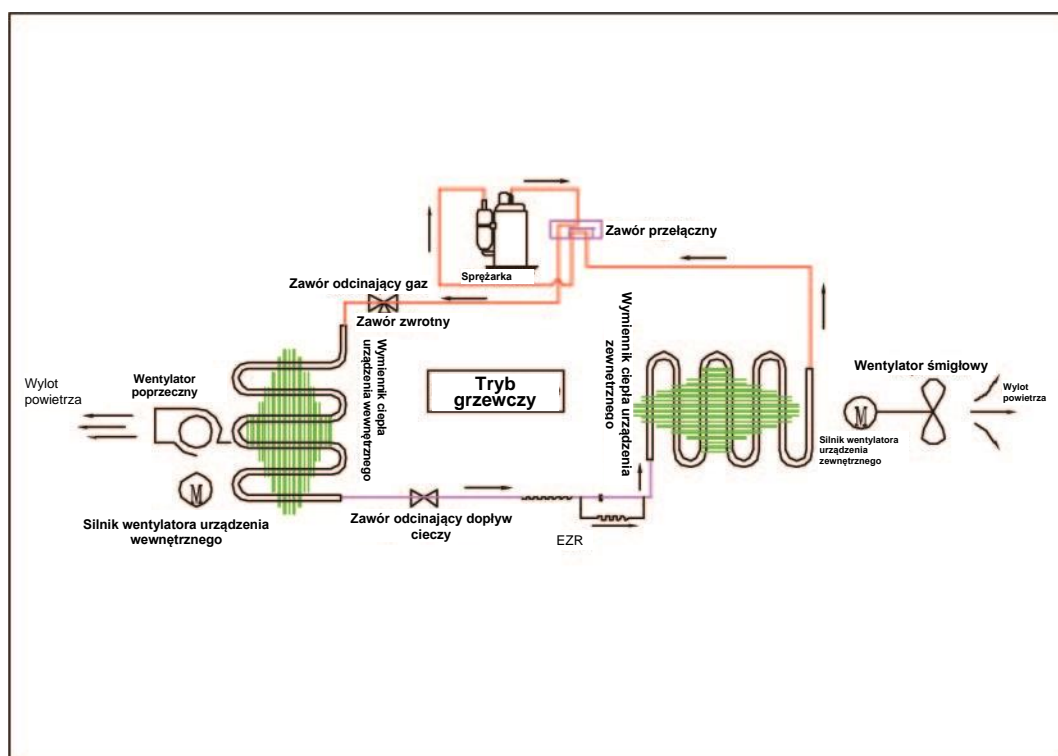 Zawór przełączny
Sprężarka
Zawór odcinający gaz
Zawór zwrotny
Wymiennik ciepła
urządzenia wewnętrznego
Wymiennik ciepła urządzenia
zewnętrznego
Tryb
grzewczy
Wylot
powietrza
Wentylator
poprzeczny
M
Silnik wentylatora urządzenia
wewnętrznego
Zawór odcinający dopływ
cieczy
EZR
Wentylator śmigłowy
M
Silnik wentylatora
urządzenia
zewnętrznego
Wylot
powietrza